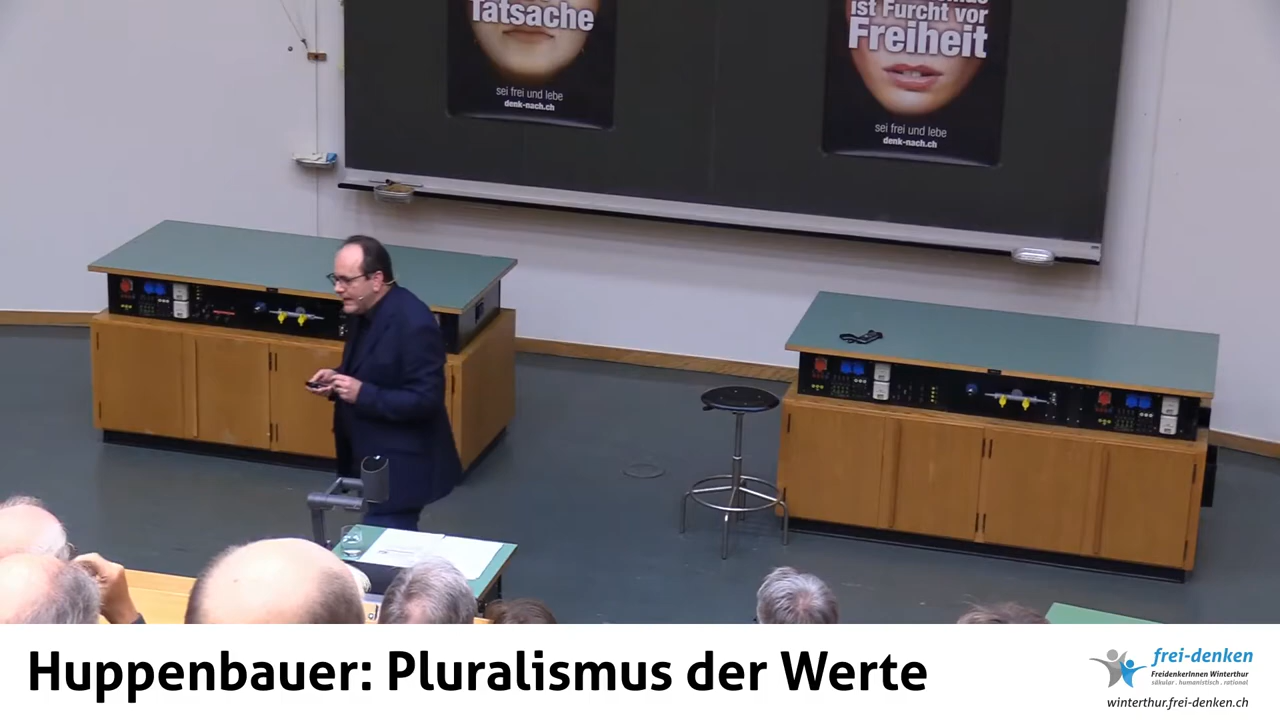 Tatsache
sei frei und lebe
denk-nach.ch
ist Furcht vor
Freiheit
sei frei und lebe
denk-nach.ch
Huppenbauer: Pluralismus der Werte
frei-denken
FreidenkerInnen Winterthur
säkular . humanistisch . rational
winterthur.frei-denken.ch